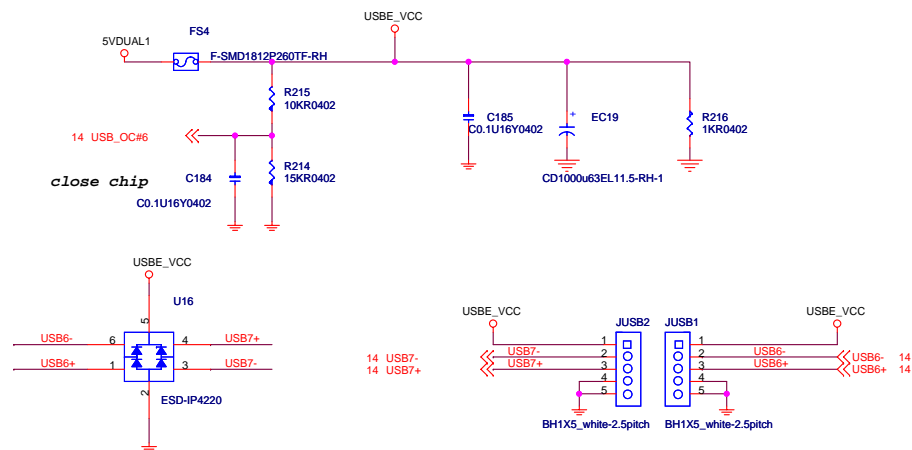 USBE_VCC
FS4
5VDUAL1
F-SMD1812P260TF-RH
R215
10KR0402
C185
C0.1U16Y0402
+
EC19
R216
1KR0402
14 USB_OC#6
R214
15KR0402
close chip
C184
CD1000u63EL11.5-RH-1
C0.1U16Y0402
USBE_VCC
U16
5
USB6- 6 4 USB7+
USB6+ 1 3 USB7-
2
ESD-IP4220
USBE_VCC
USBE_VCC
JUSB2 JUSB1
1 1
14 USB7- USB7- 2 2 USB6- USB6- 14
14 USB7+ USB7+ 3 3 USB6+ USB6+ 14
4 4
5 5
BH1X5_white-2.5pitch BH1X5_white-2.5pitch